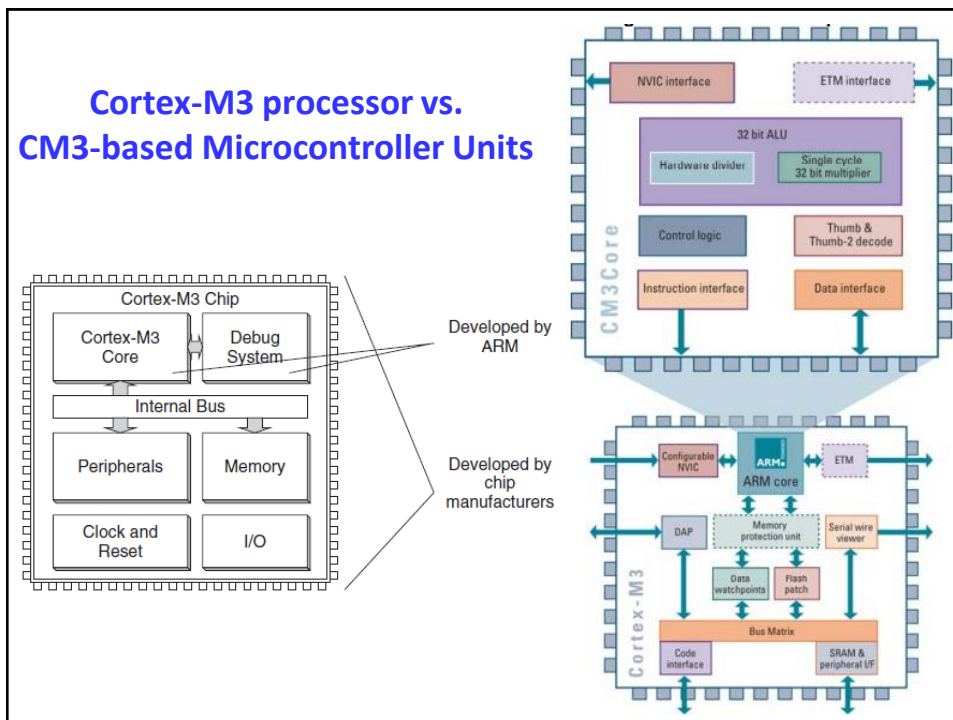 Cortex-M3 processor vs.
CM3-based Microcontroller Units
Cortex-M3 Chip
Cortex-M3
Core
Debug
System
Internal Bus
Peripherals
Memory
Clock and
Reset
I/O
Developed by
ARM
Developed by
chip
manufacturers
NVIC interface
ETM interface
32 bit ALU
Hardware divider
Single cycle
32 bit multiplier
Control logic
Thumb &
Thumb-2 decode
Instruction interface
Data interface
CM3Core
Configurable
NVIC
ARM
ARM core
ETM
DAP
Memory
protection unit
Serial wire
viewer
Data
watchpoints
Flash
patch
Bus Matrix
Code
interface
SRAM &
peripheral I/F
Cortex-M3